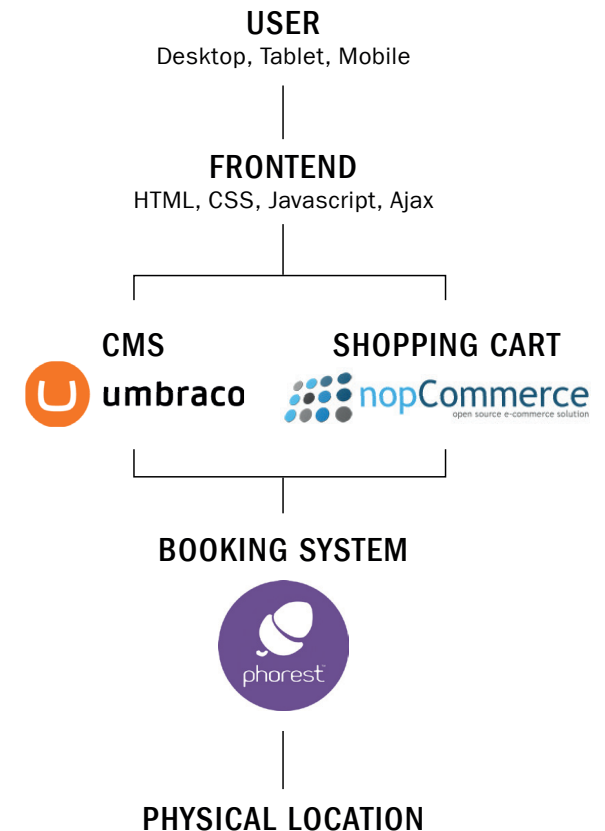 USER
Desktop, Tablet, Mobile
FRONTEND
HTML, CSS, Javascript, Ajax
CMS
umbraco
SHOPPING CART
nopCommerce
open source e-commerce solution
BOOKING SYSTEM
phorest™
PHYSICAL LOCATION